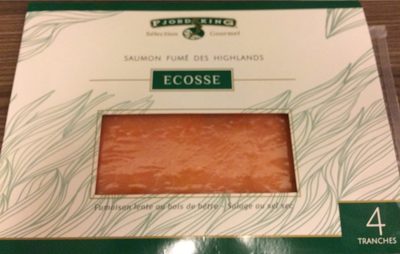 FJORD KING
Sélection Gourmet
SAUMON FUMÉ DES HIGHLANDS
ECOSSE
Fumaison lente au bois de hêtre - Salage au sel sec
4
TRANCHES